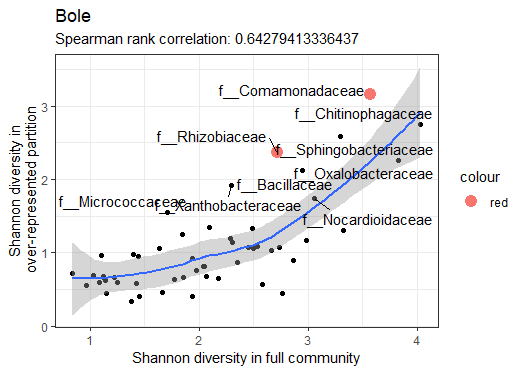 Bole
Spearman rank correlation: 0.64279413336437
f__Comamonadaceae
f__Chitinophagaceae
f__Rhizobiaceae
f__Sphingobacteriaceae
f__Oxalobacteraceae
f__Bacillaceae
f__Micrococcaceae
f__Xanthobacteraceae
f__Nocardioidaceae
Shannon diversity in
over-represented partition
3
2
1
0
1 2 3 4
Shannon diversity in full community
colour
red